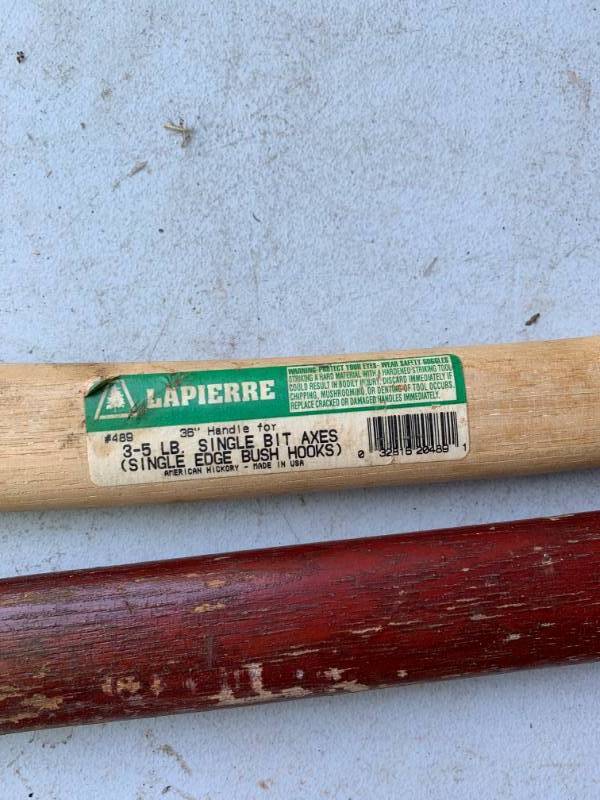 LAPIERRE
WARNING-PROTECT YOUR EYES-WEAR SAFETY GOGGLES
STRIKING A HARD MATERIAL WITH A HARDENED STRIKING TOOL
COULD RESULT IN BODILY INJURY. DISCARD IMMEDIATELY IF
CHIPPING, MUSHROOMING, OR DENTING OF TOOL OCCURS.
REPLACE CRACKED OR DAMAGED HANDLES IMMEDIATELY.
#489 36" Handle for
3-5 LB. SINGLE BIT AXES
(SINGLE EDGE BUSH HOOKS)
AMERICAN HICKORY - MADE IN USA
0 32816 20489 1